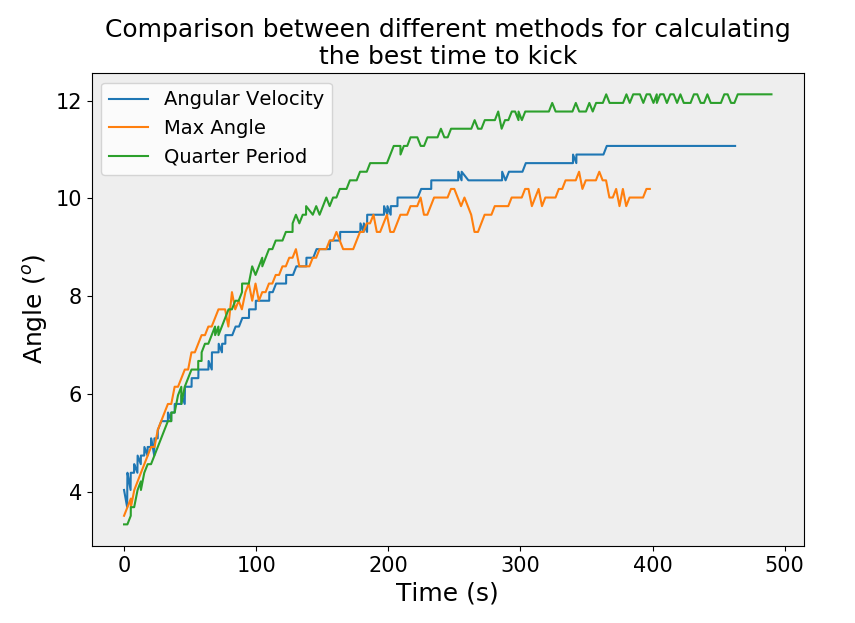 Comparison between different methods for calculating
the best time to kick
Angular Velocity
Max Angle
Quarter Period
12
10
8
6
4
Angle (°)
0 100 200 300 400 500
Time (s)